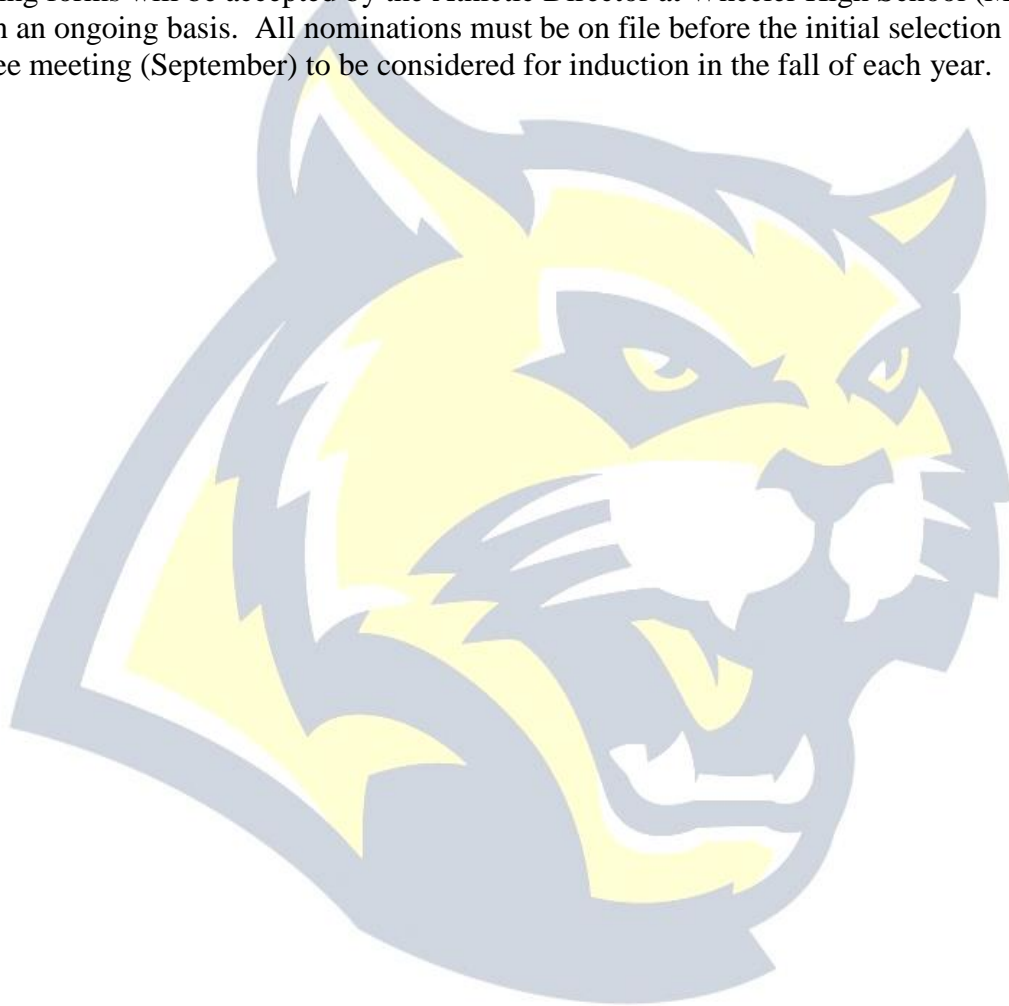 forms will be accepted by the Athletic Director at Wheeler High School
an ongoing basis.  All nominations must be on file before the initial selection
meeting (September) to be considered for induction in the fall of each year.